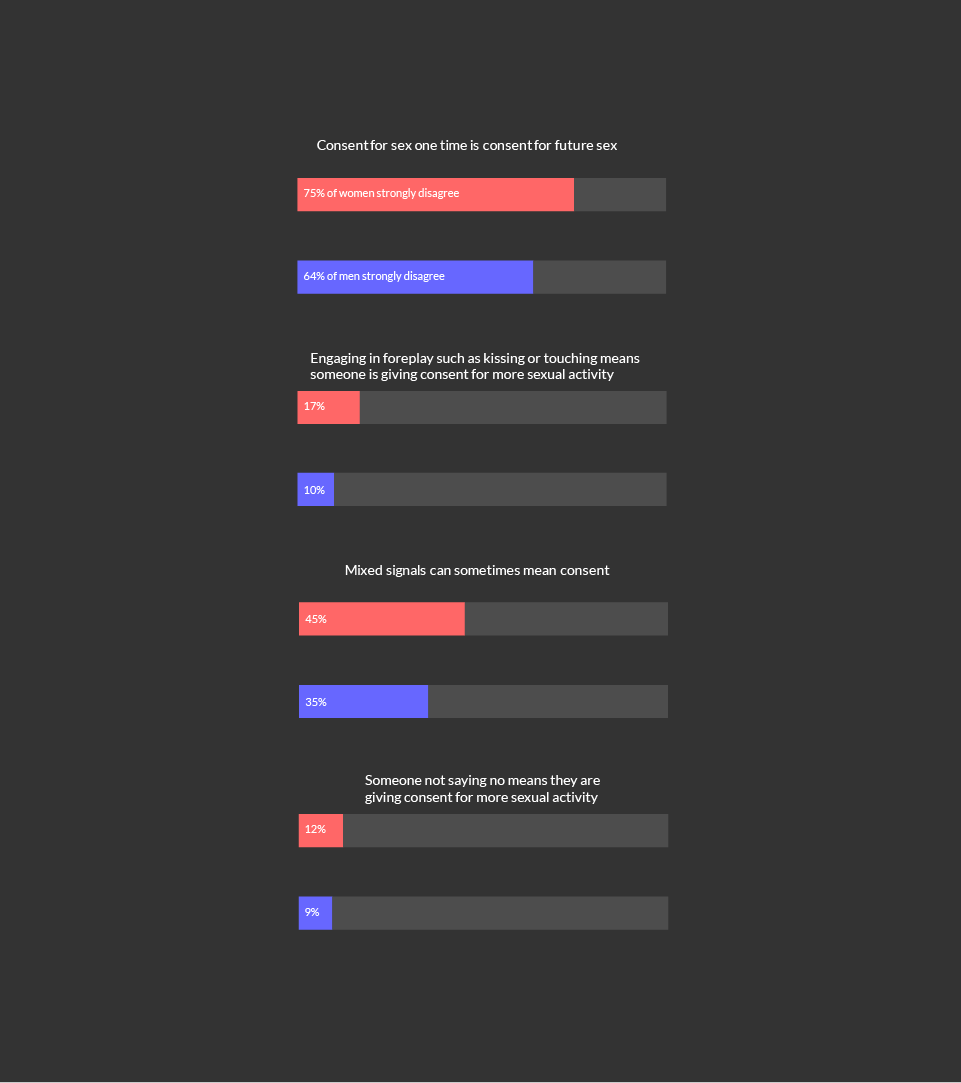 Consent for sex one time is consent for future sex
75% of women strongly disagree
64% of men strongly disagree
Engaging in foreplay such as kissing or touching means
someone is giving consent for more sexual activity
17%
10%
Mixed signals can sometimes mean consent
45%
35%
Someone not saying no means they are
giving consent for more sexual activity
12%
9%